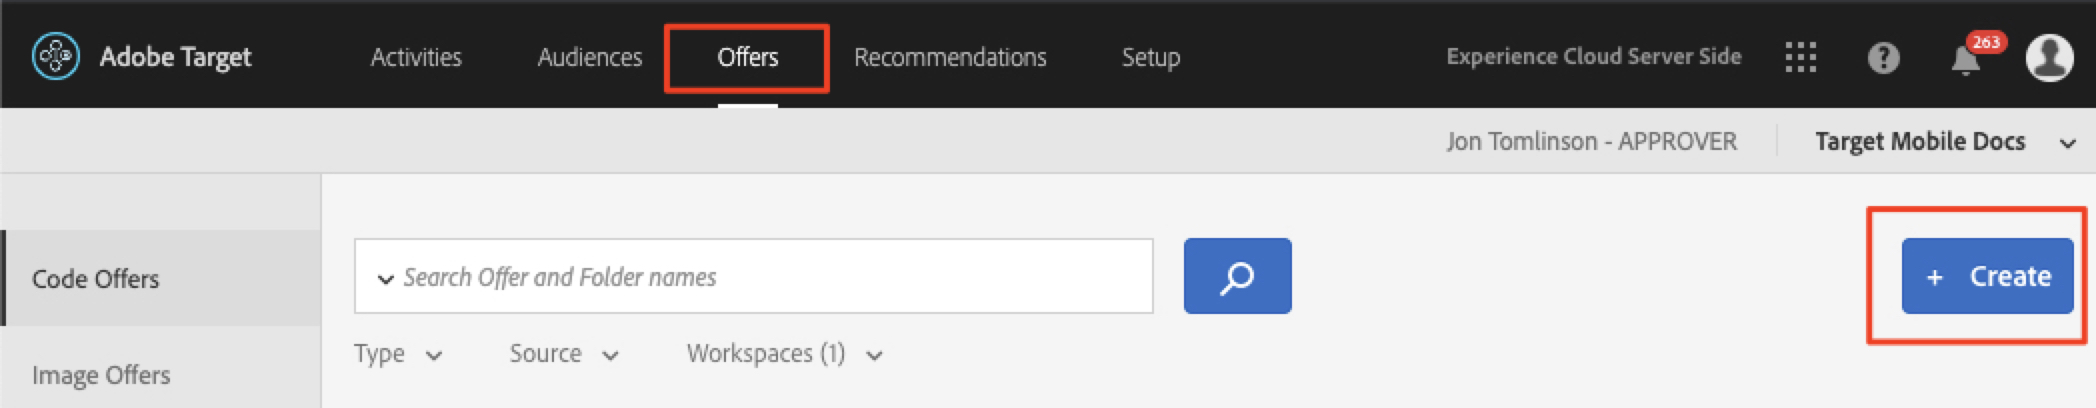 Adobe Target Activities Audiences Offers Recommendations Setup Experience Cloud Server Side ? 263
Jon Tomlinson - APPROVER Target Mobile Docs
Code Offers Search Offer and Folder names + Create
Type Source Workspaces (1)
Image Offers